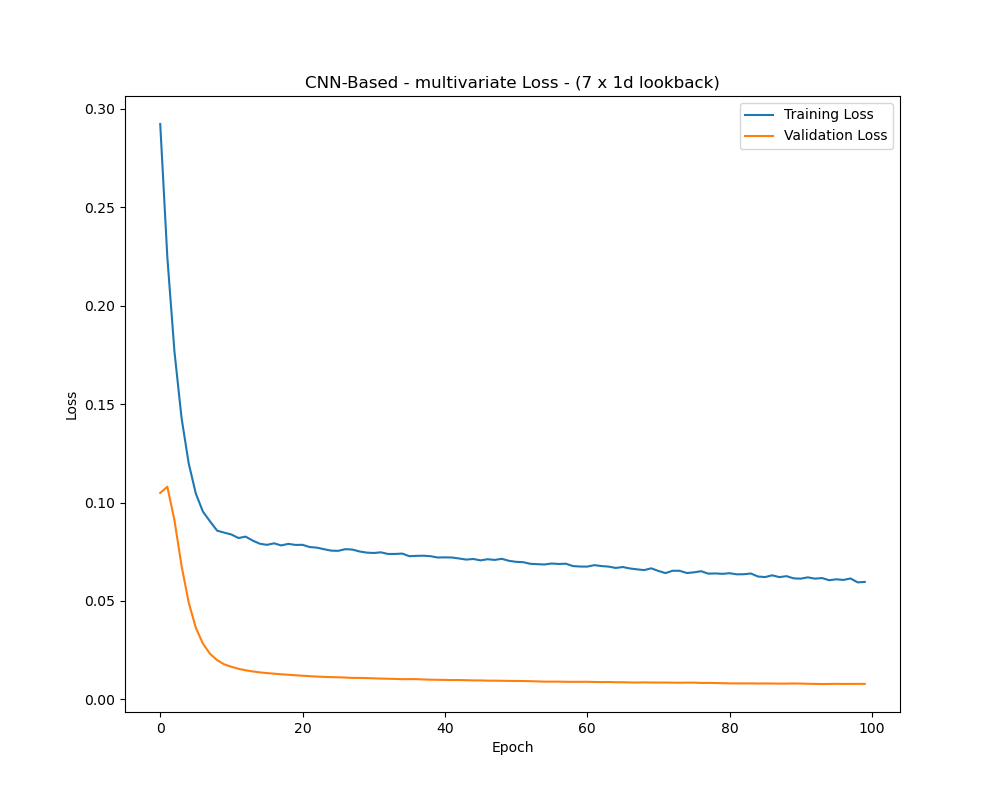 CNN-Based - multivariate Loss - (7 x 1d lookback)
Training Loss
Validation Loss
0.30
0.25
0.20
0.15
0.10
0.05
0.00
Loss
0 20 40 60 80 100
Epoch